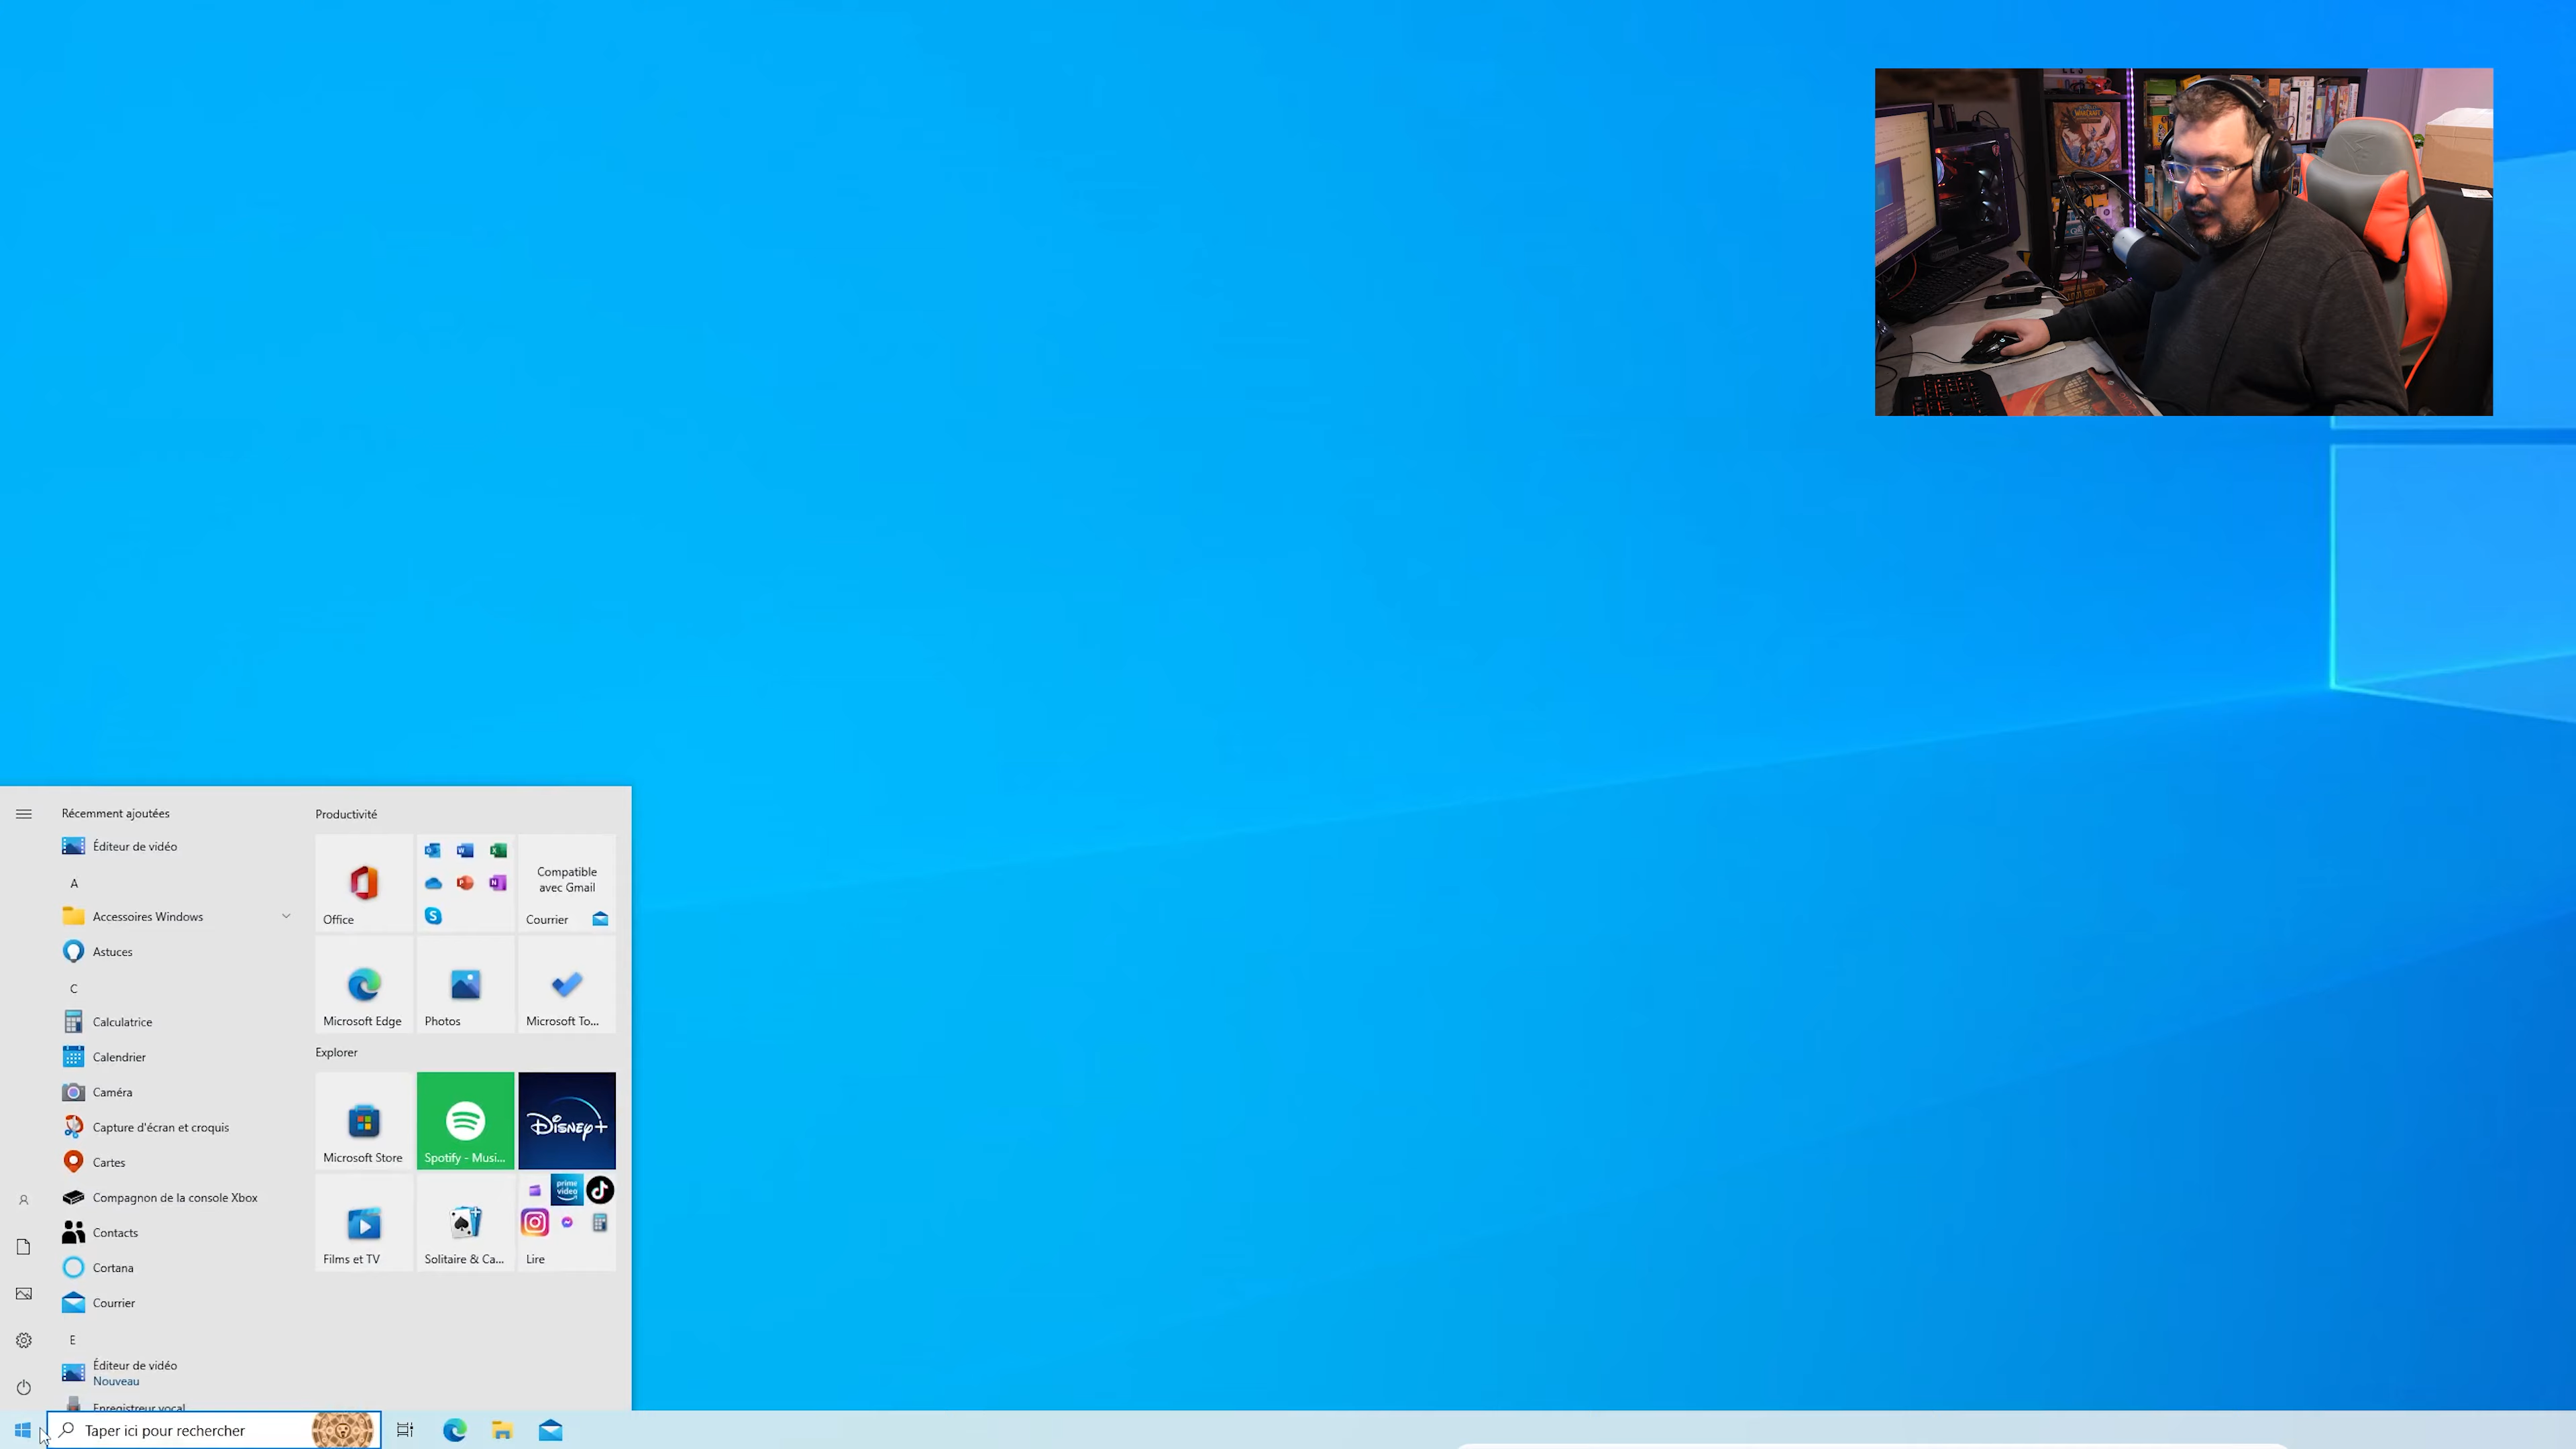 WARCRAFT
Récemment ajoutées
Éditeur de vidéo
A
Accessoires Windows
Astuces
C
Calculatrice
Calendrier
Caméra
Capture d'écran et croquis
Cartes
Compagnon de la console Xbox
Contacts
Cortana
Courrier
E
Éditeur de vidéo
Nouveau
Enregistreur vocal
Productivité
Office
Compatible
avec Gmail
Courrier
Microsoft Edge
Photos
Microsoft To...
Explorer
Microsoft Store
Spotify - Musi...
Disney+
Films et TV
Solitaire & Ca...
prime
video
Lire
Taper ici pour rechercher